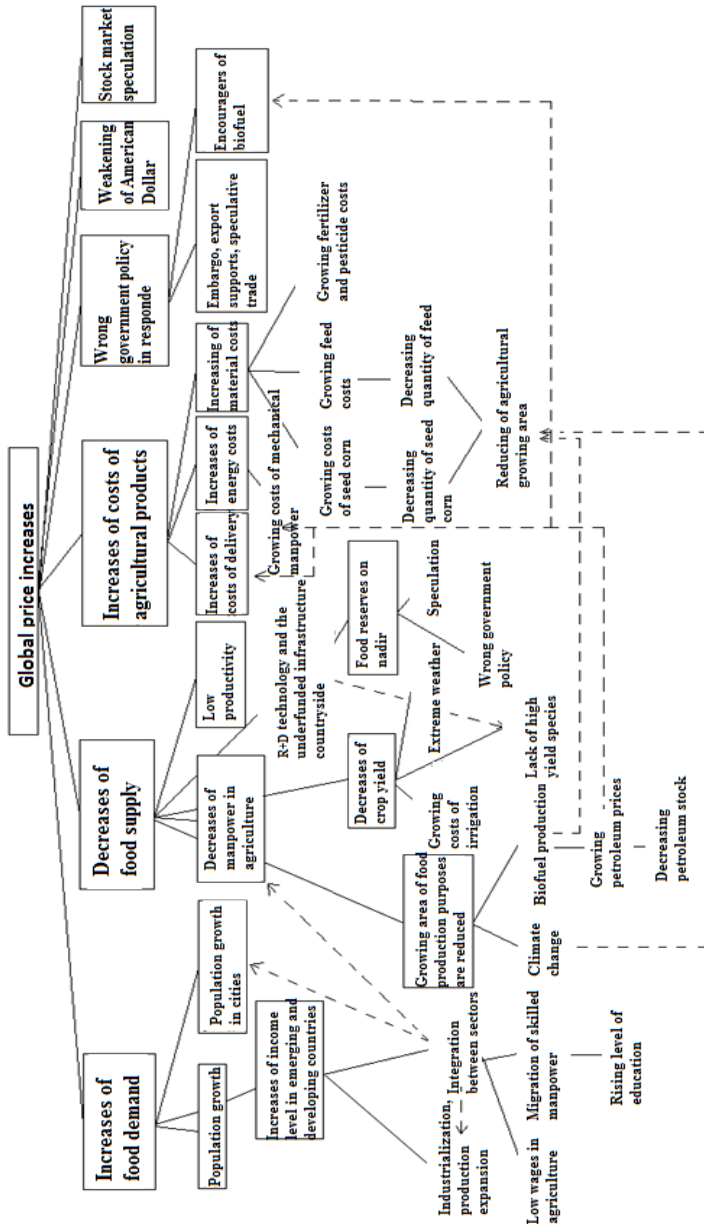 Global price increases
Increases of
food demand
Decreases of
food supply
Increases of costs of
agricultural products
Wrong
government policy
in responde
Weakening
of American
Dollar
Stock market
speculation
Population growth
Population growth
in cities
Decreases of
manpower in
agriculture
Low
productivity
Increases of
costs of delivery
Increases of
energy costs
Increasing of
material costs
Embargo, export
supports, speculative
trade
Encouragers of
biofuel
Increases of income
level in emerging and
developing countries
R+D technology and the
underfunded infrastructure
countryside
Growing costs of mechanical
manpower
Growing costs
of seed corn
Growing feed
costs
Growing fertilizer
and pesticide costs
Decreases of
crop yield
Food reserves on
nadir
Decreasing
quantity of seed
corn
Decreasing
quantity of feed
Growing area of food
production purposes
are reduced
Growing
costs of
irrigation
Extreme weather
Speculation
Wrong government
policy
Reducing of agricultural
growing area
Industrialization,
production
expansion
Integration
between sectors
Climate
change
Biofuel production
Lack of high
yield species
Low wages in
agriculture
Migration of skilled
manpower
Growing
petroleum prices
Rising level of
education
Decreasing
petroleum stock